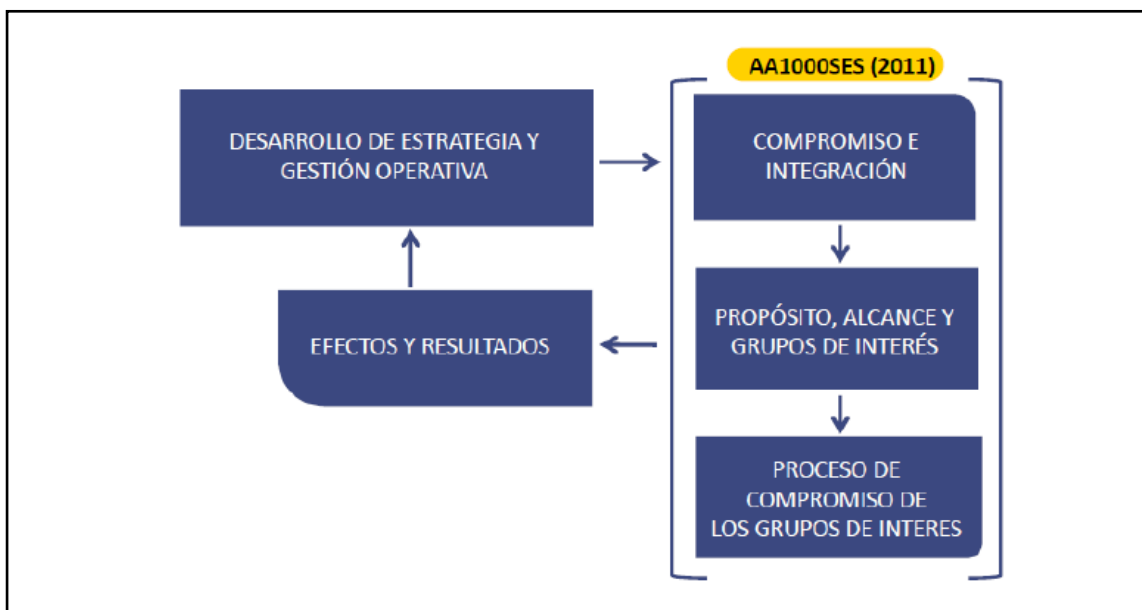 AA1000SES (2011)
DESARROLLO DE ESTRATEGIA Y
GESTIÓN OPERATIVA
COMPROMISO E
INTEGRACIÓN
PROPÓSITO, ALCANCE Y
GRUPOS DE INTERÉS
EFECTOS Y RESULTADOS
PROCESO DE
COMPROMISO DE
LOS GRUPOS DE INTERES